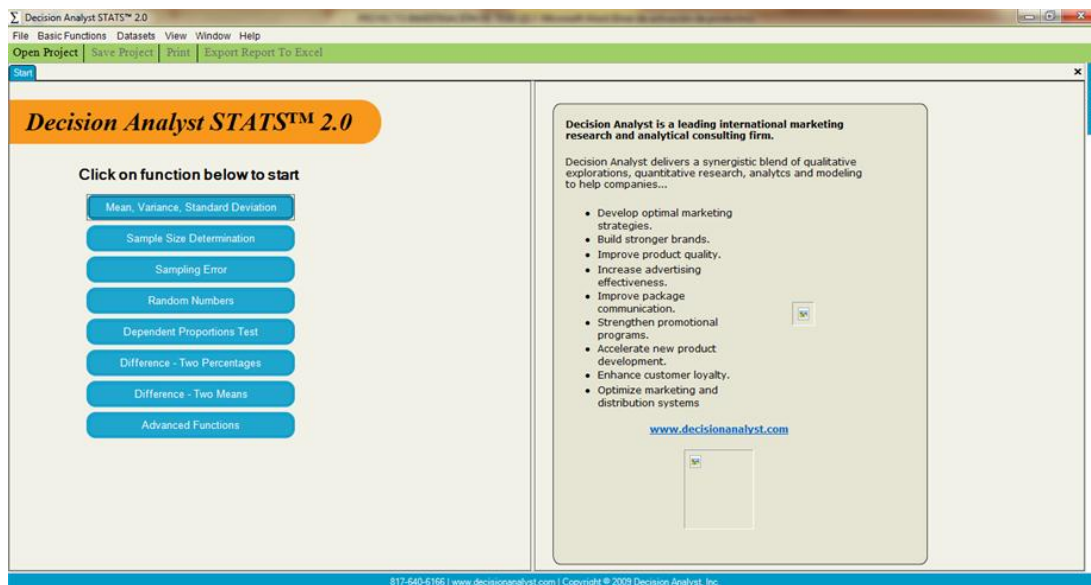 Decision Analyst STATS™ 2.0
File Basic Functions Datasets View Window Help
Open Project Save Project Print Export Report To Excel
Start
Decision Analyst STATS™ 2.0
Click on function below to start
Mean, Variance, Standard Deviation
Sample Size Determination
Sampling Error
Random Numbers
Dependent Proportions Test
Difference - Two Percentages
Difference - Two Means
Advanced Functions
Decision Analyst is a leading international marketing
research and analytical consulting firm.
Decision Analyst delivers a synergistic blend of qualitative
explorations, quantitative research, analytcs and modeling
to help companies...
• Develop optimal marketing
strategies.
• Build stronger brands.
• Improve product quality.
• Increase advertising
effectiveness.
• Improve package
communication.
• Strengthen promotional
programs.
• Accelerate new product
development.
• Enhance customer loyalty.
• Optimize marketing and
distribution systems
www.decisionanalyst.com
817-640-6166 | www.decisionanalyst.com | Copyright © 2009 Decision Analyst, Inc.